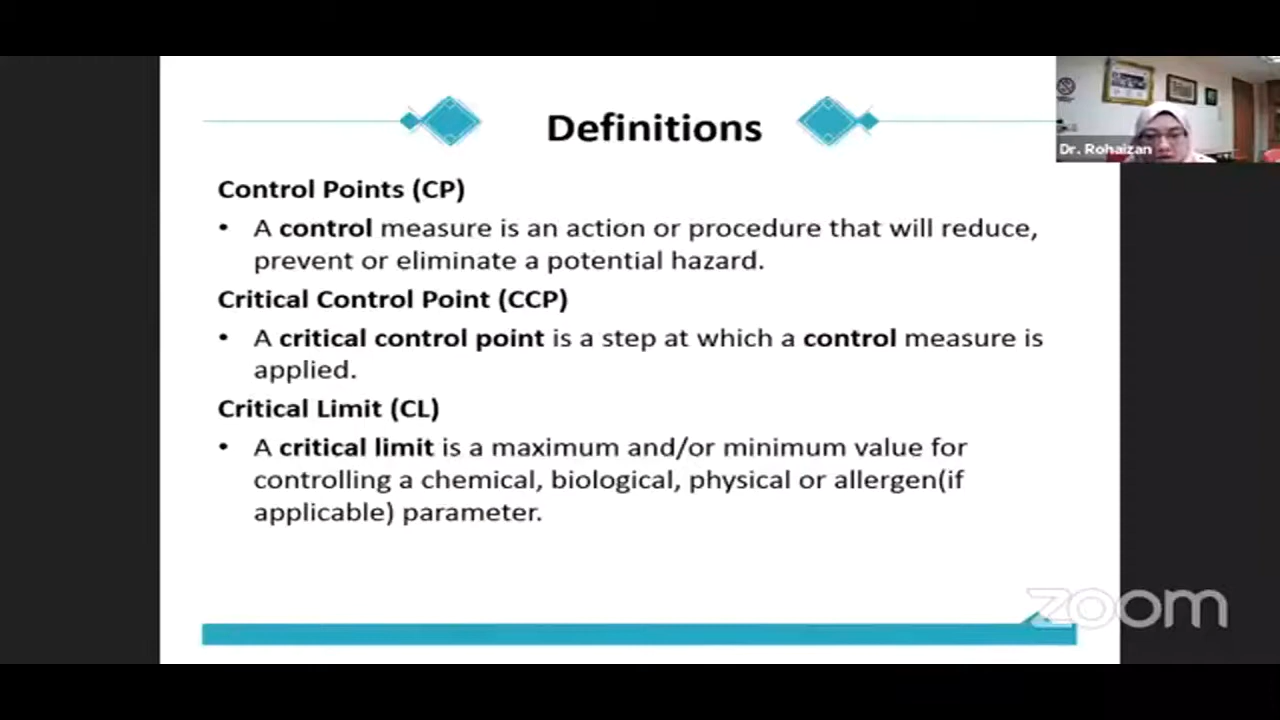 Definitions
Dr. Rohaizan
Control Points (CP)
• A control measure is an action or procedure that will reduce,
prevent or eliminate a potential hazard.
Critical Control Point (CCP)
• A critical control point is a step at which a control measure is
applied.
Critical Limit (CL)
• A critical limit is a maximum and/or minimum value for
controlling a chemical, biological, physical or allergen(if
applicable) parameter.
zoom